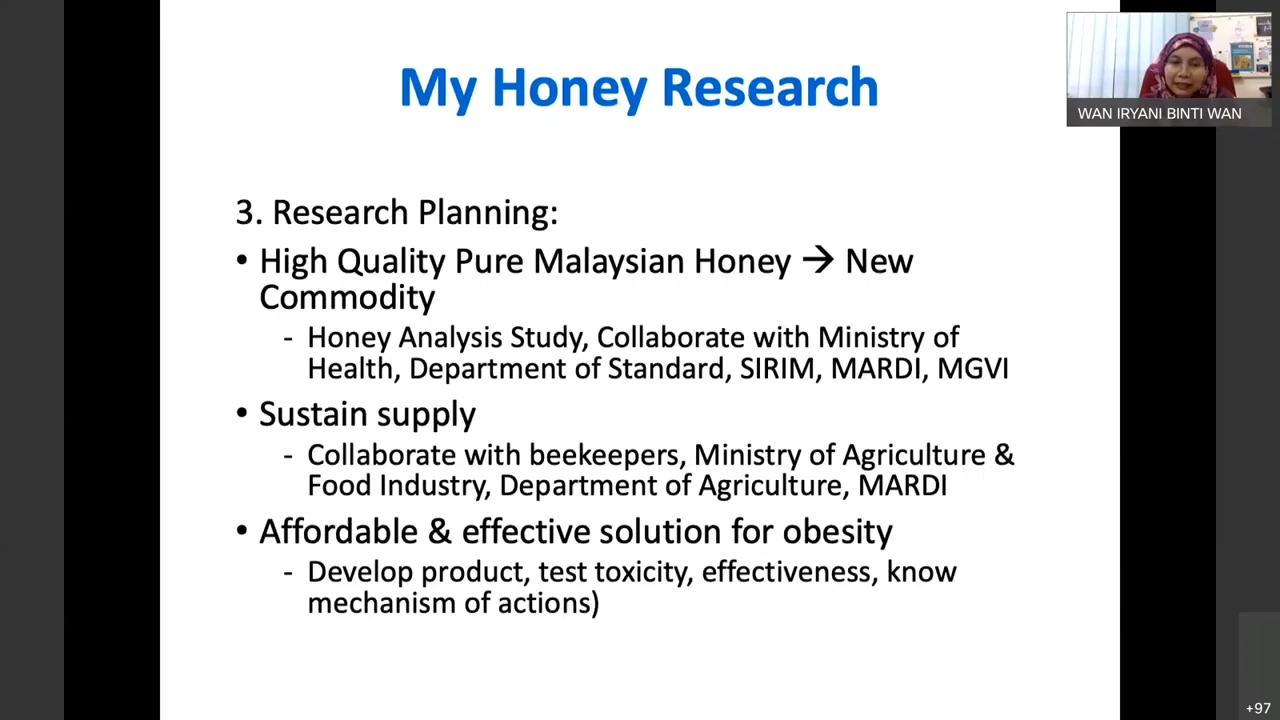 My Honey Research
WAN IRYANI BINTI WAN
3. Research Planning:
• High Quality Pure Malaysian Honey → New
Commodity
- Honey Analysis Study, Collaborate with Ministry of
Health, Department of Standard, SIRIM, MARDI, MGVI
• Sustain supply
- Collaborate with beekeepers, Ministry of Agriculture &
Food Industry, Department of Agriculture, MARDI
• Affordable & effective solution for obesity
- Develop product, test toxicity, effectiveness, know
mechanism of actions)
+97